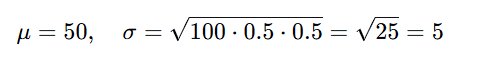 μ = 50, σ = √100 · 0.5 · 0.5 = √25 = 5